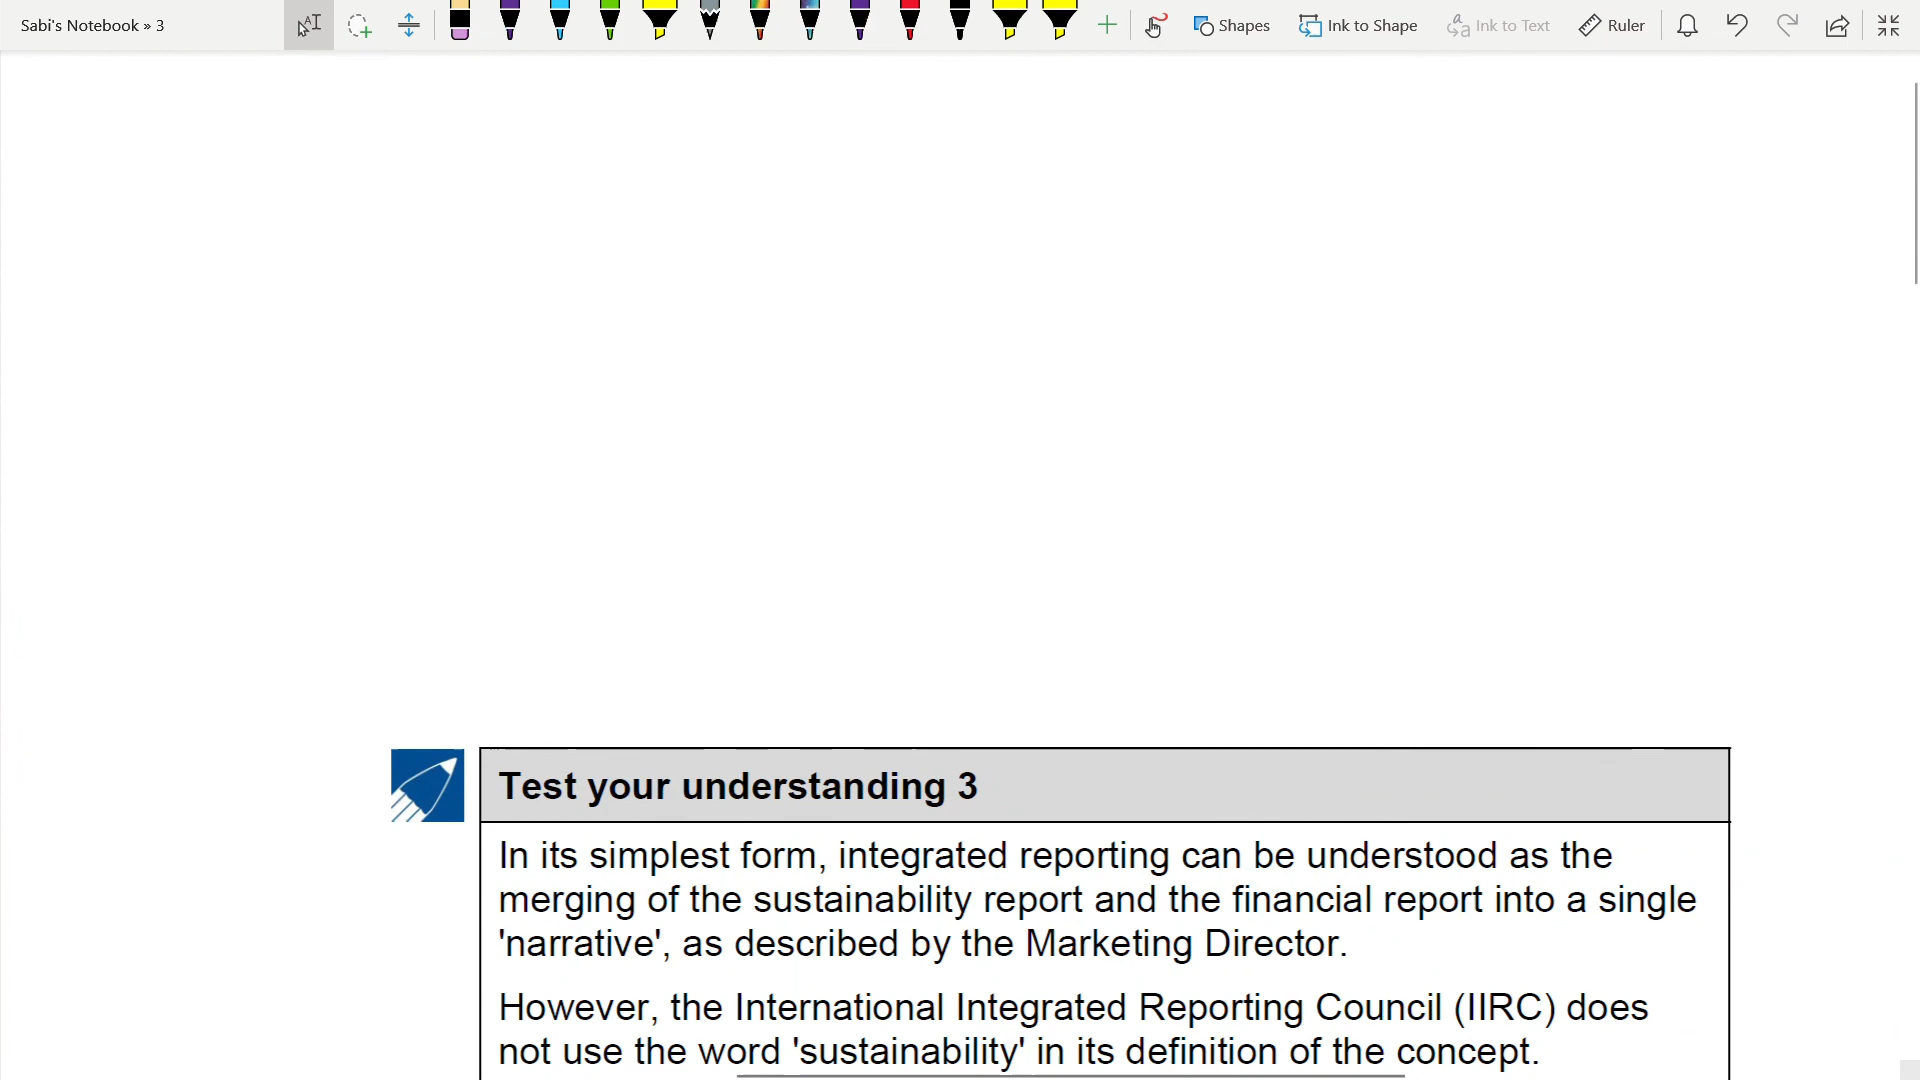 Sabi's Notebook » 3
Shapes
Ink to Shape
Ink to Text
Ruler
Test your understanding 3
In its simplest form, integrated reporting can be understood as the
merging of the sustainability report and the financial report into a single
'narrative', as described by the Marketing Director.
However, the International Integrated Reporting Council (IIRC) does
not use the word 'sustainability' in its definition of the concept.